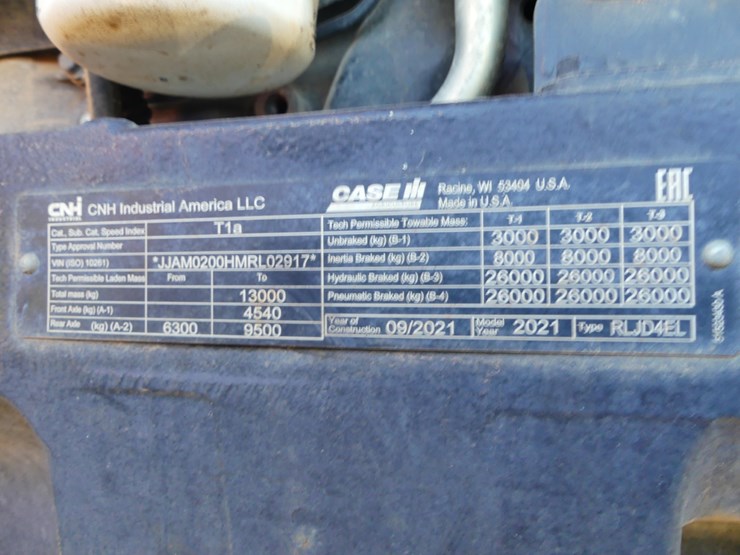 CNH INDUSTRIAL CNH Industrial America LLC
Cat., Sub. Cat. Speed Index T1a
Type Approval Number
VIN (ISO) 10261) *JJAM0200HMRL02917*
Tech Permissible Laden Mass From To
Total mass (kg) 13000
Front Axle (kg) (A-1) 4540
Rear Axle (kg) (A-2) 6300 9500
CASE IH Racine, WI 53404 U.S.A.
Made in U.S.A.
EAC
Tech Permissible Towable Mass: T-1 T-2 T-3
Unbraked (kg) (B-1) 3000 3000 3000
Inertia Braked (kg) (B-2) 8000 8000 8000
Hydraulic Braked (kg) (B-3) 26000 26000 26000
Pneumatic Braked (kg) (B-4) 26000 26000 26000
Year of Construction 09/2021 Model Year 2021 Type RLJD4EL